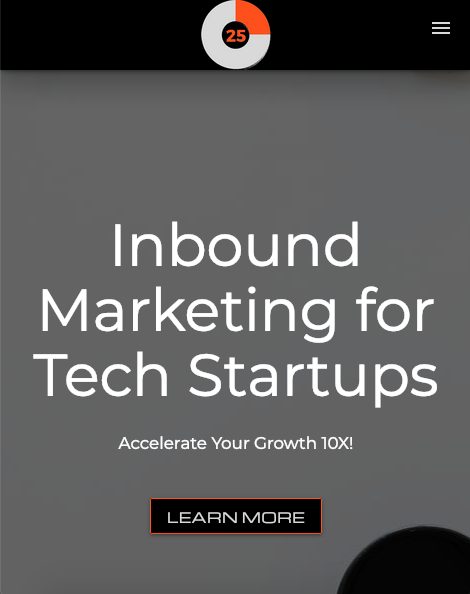 25
Inbound
Marketing for
Tech Startups
Accelerate Your Growth 10X!
LEARN MORE